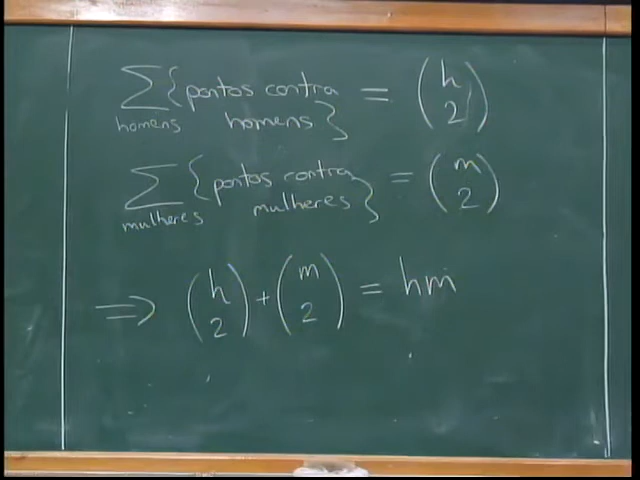 ∑ { pontos contra = (h
homens homens } 2)
∑ { pontos contra } = (m
mulheres mulheres 2)
⟹ (h 2) + (m 2) = hm